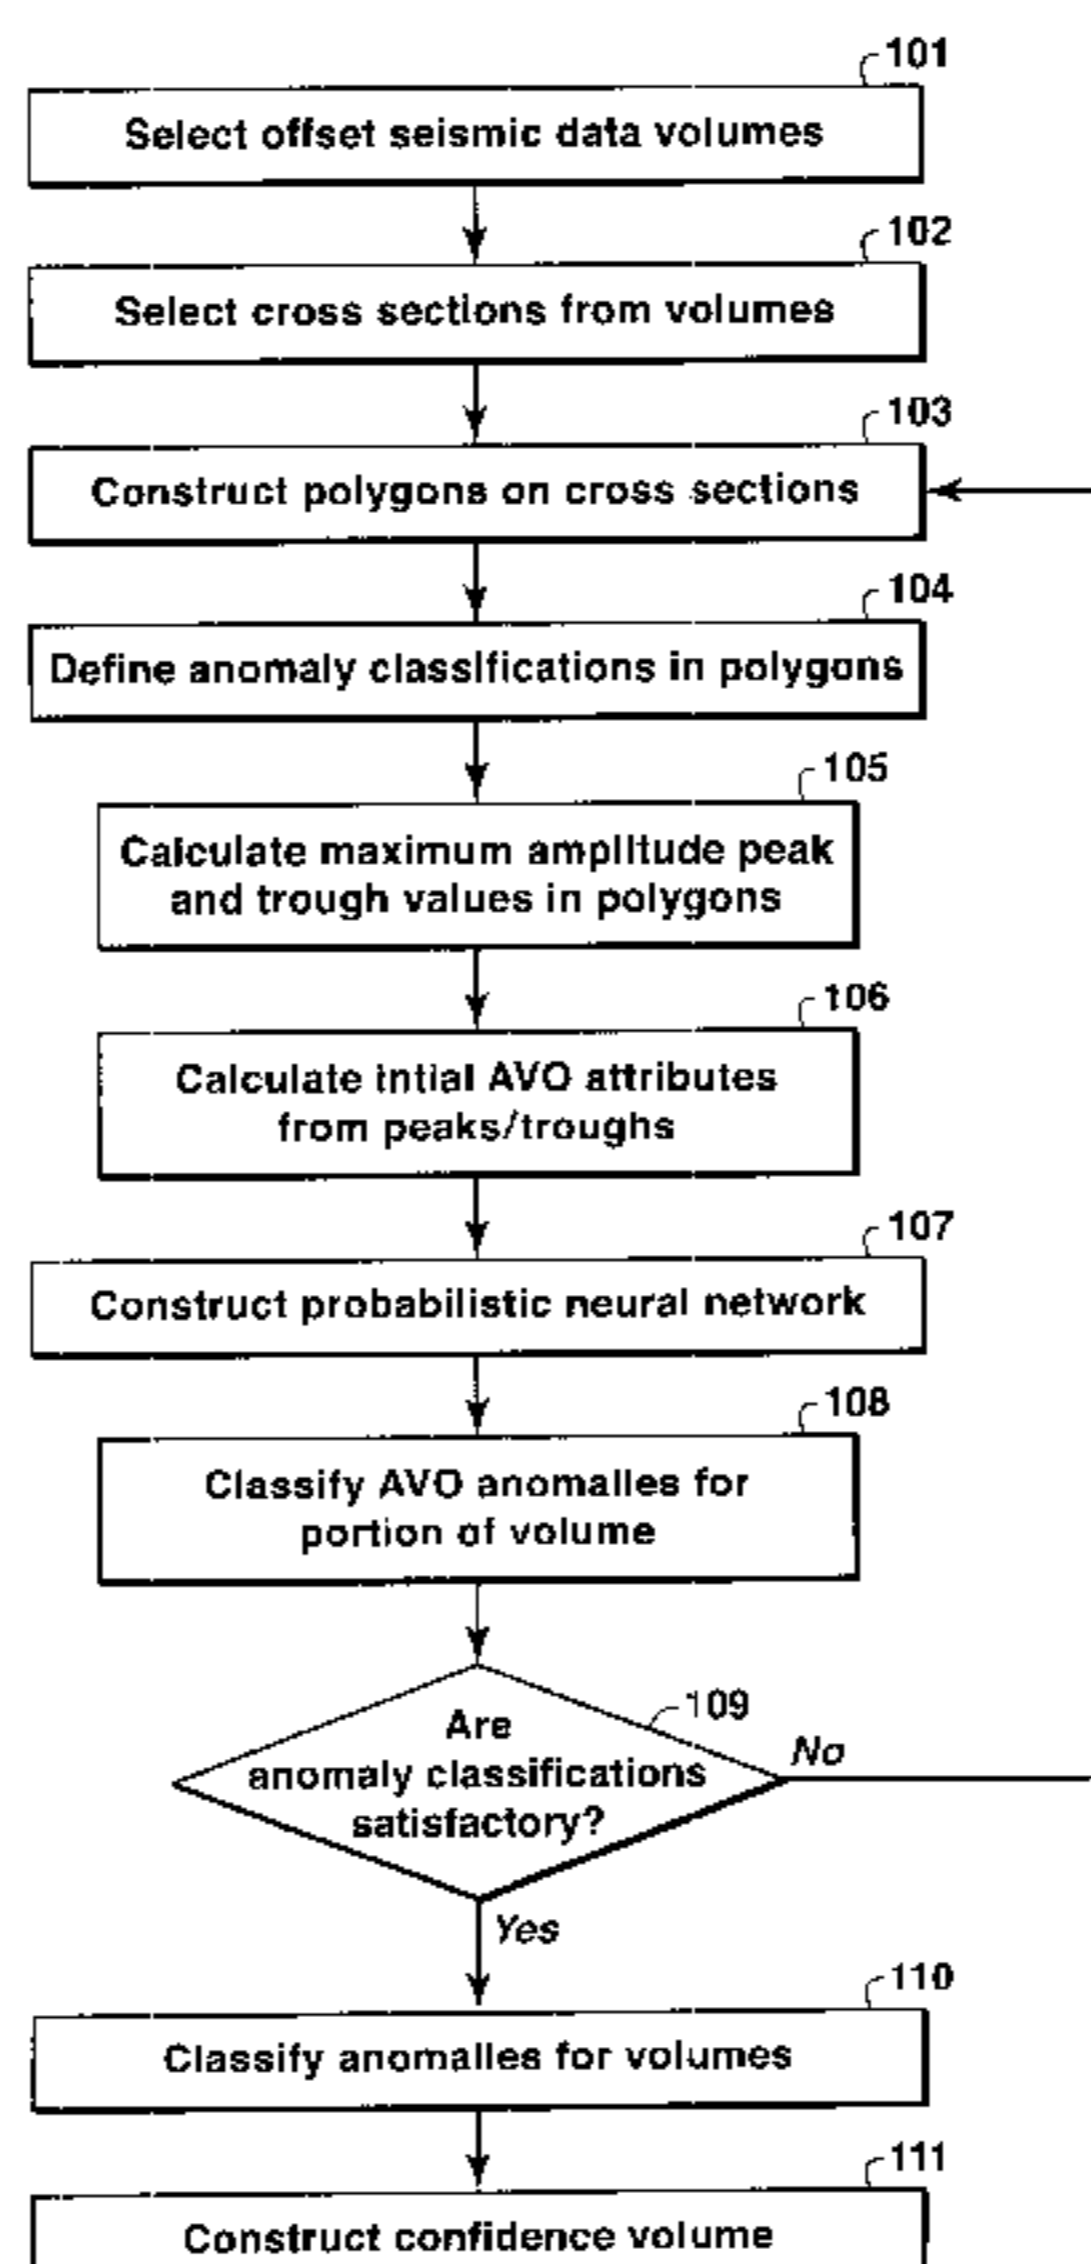 101
Select offset seismic data volumes
102
Select cross sections from volumes
103
Construct polygons on cross sections
104
Define anomaly classifications in polygons
105
Calculate maximum amplitude peak
and trough values in polygons
106
Calculate intial AVO attributes
from peaks/troughs
107
Construct probabilistic neural network
108
Classify AVO anomalies for
portion of volume
109
Are
anomaly classifications
satisfactory?
No
Yes
110
Classify anomalies for volumes
111
Construct confidence volume